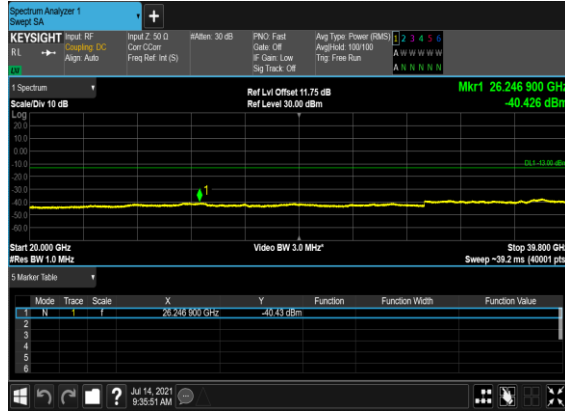 Spectrum Analyzer 1
Swept SA
+
KEYSIGHT
RL
LV
Input: RF
Coupling: DC
Align: Auto
Input Z: 50 Ω
Corr CCorr
Freq Ref: Int (S)
#Atten: 30 dB
PNO: Fast
Gate: Off
IF Gain: Low
Sig Track: Off
Avg Type: Power (RMS)
Avg|Hold: 100/100
Trig: Free Run
1 2 3 4 5 6
A W W W W W
A N N N N N
1 Spectrum
Scale/Div 10 dB
Log
Ref Lvl Offset 11.75 dB
Ref Level 30.00 dBm
Mkr1 26.246 900 GHz
-40.426 dBm
20.0
10.0
0.00
-10.0
-20.0
-30.0
-40.0
-50.0
-60.0
DL1 -13.00 dBm
1
Start 20.000 GHz
#Res BW 1.0 MHz
Video BW 3.0 MHz*
Stop 39.800 GHz
Sweep ~39.2 ms (40001 pts)
5 Marker Table
Mode Trace Scale X Y Function Function Width Function Value
1 N 1 f 26.246 900 GHz -40.43 dBm
2
3
4
5
6
?
Jul 14, 2021
9:35:51 AM